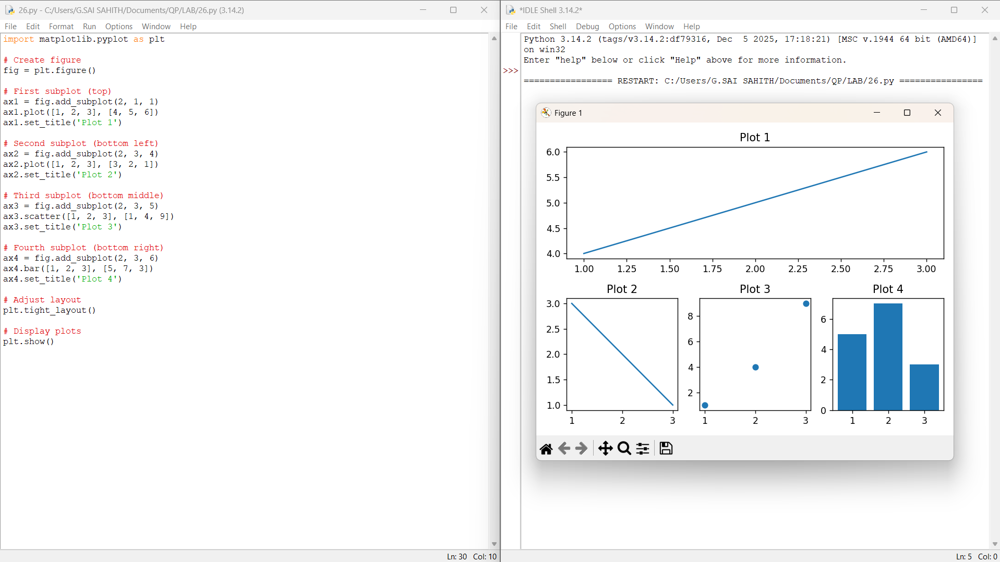 26.py - C:/Users/G.SAI SAHITH/Documents/QP/LAB/26.py (3.14.2)
File Edit Format Run Options Window Help
import matplotlib.pyplot as plt
# Create figure
fig = plt.figure()
# First subplot (top)
ax1 = fig.add_subplot(2, 1, 1)
ax1.plot([1, 2, 3], [4, 5, 6])
ax1.set_title('Plot 1')
# Second subplot (bottom left)
ax2 = fig.add_subplot(2, 3, 4)
ax2.plot([1, 2, 3], [3, 2, 1])
ax2.set_title('Plot 2')
# Third subplot (bottom middle)
ax3 = fig.add_subplot(2, 3, 5)
ax3.scatter([1, 2, 3], [1, 4, 9])
ax3.set_title('Plot 3')
# Fourth subplot (bottom right)
ax4 = fig.add_subplot(2, 3, 6)
ax4.bar([1, 2, 3], [5, 7, 3])
ax4.set_title('Plot 4')
# Adjust layout
plt.tight_layout()
# Display plots
plt.show()
Ln: 30 Col: 10
*IDLE Shell 3.14.2*
File Edit Shell Debug Options Window Help
Python 3.14.2 (tags/v3.14.2:df79316, Dec  5 2025, 17:18:21) [MSC v.1944 64 bit (AMD64)]
on win32
Enter "help" below or click "Help" above for more information.
>>>
================= RESTART: C:/Users/G.SAI SAHITH/Documents/QP/LAB/26.py ================
Figure 1
Plot 1
6.0
5.5
5.0
4.5
4.0
1.00 1.25 1.50 1.75 2.00 2.25 2.50 2.75 3.00
Plot 2
3.0
2.5
2.0
1.5
1.0
1 2 3
Plot 3
8
6
4
2
1 2 3
Plot 4
6
4
2
0
1 2 3
Ln: 5 Col: 0